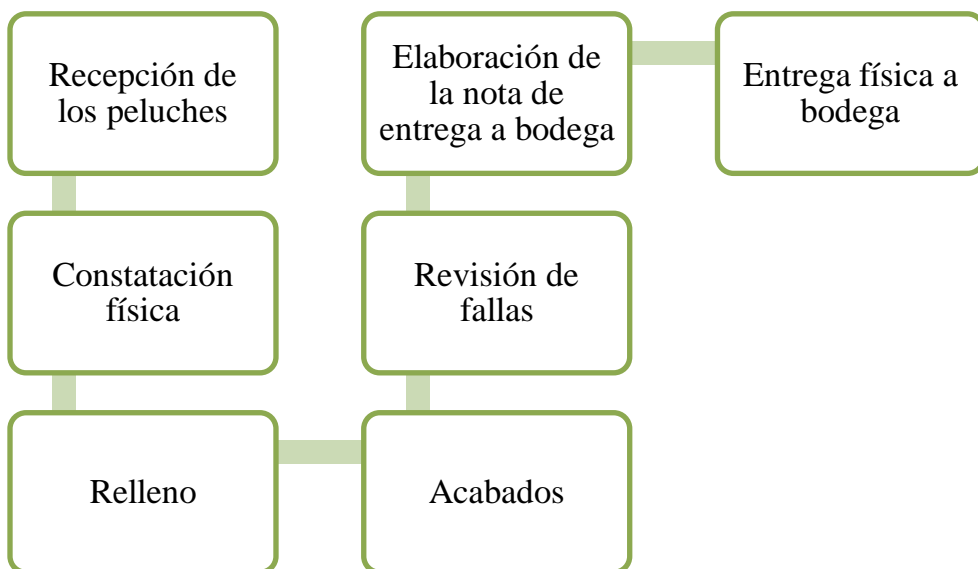 Recepción de
los peluches
Constatación
física
Relleno
Acabados
Revisión de
fallas
Elaboración de
la nota de
entrega a bodega
Entrega física a
bodega